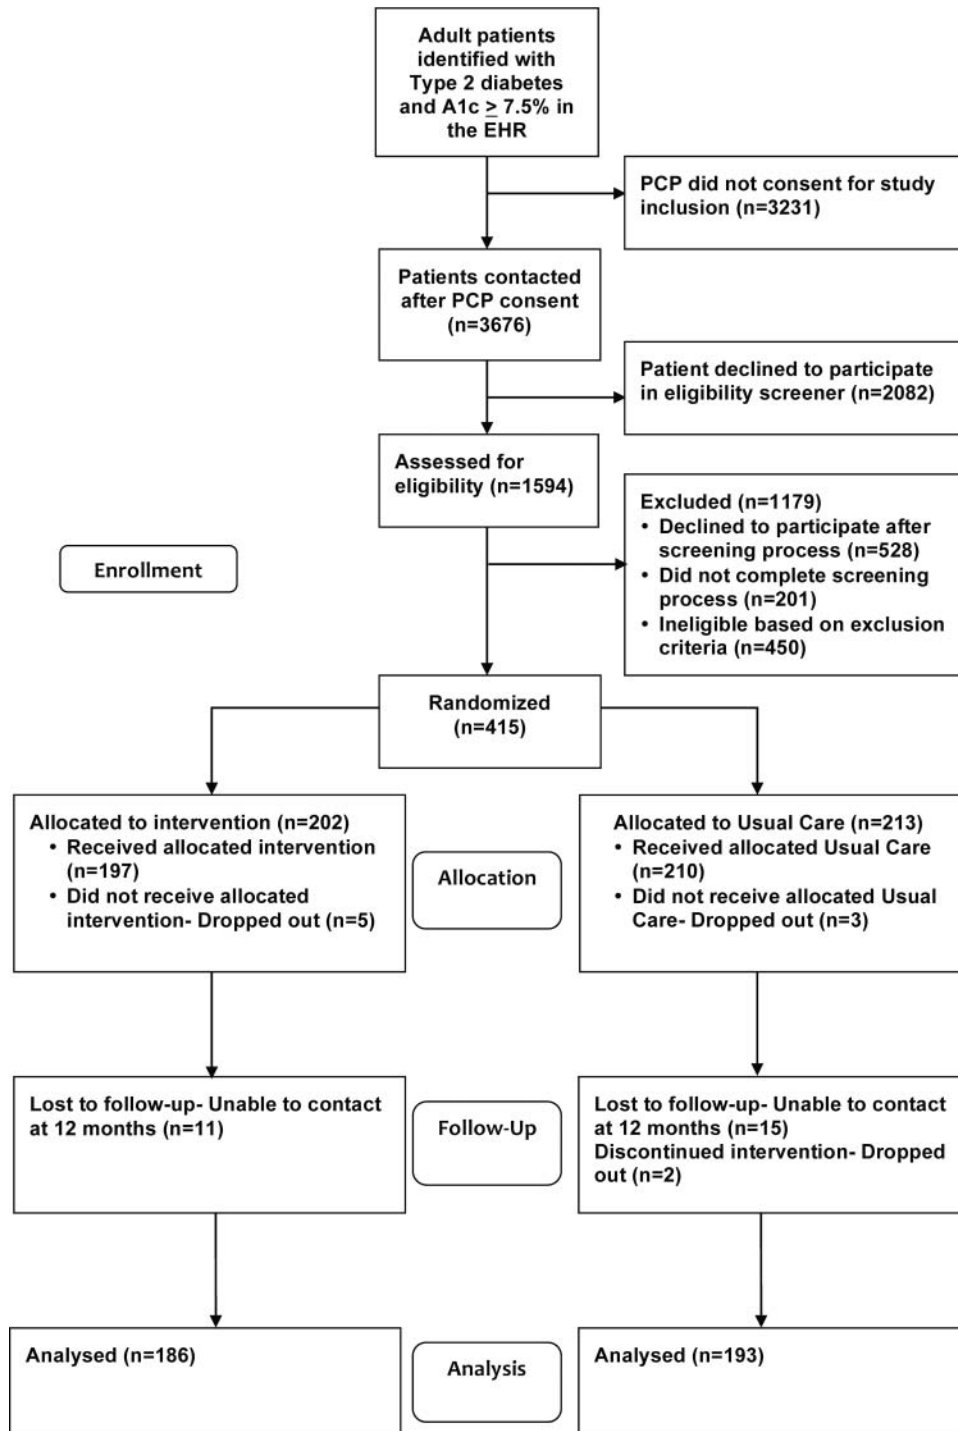 Adult patients
identified with
Type 2 diabetes
and A1c ≥ 7.5% in
the EHR
PCP did not consent for study
inclusion (n=3231)
Patients contacted
after PCP consent
(n=3676)
Patient declined to participate
in eligibility screener (n=2082)
Assessed for
eligibility (n=1594)
Excluded (n=1179)
• Declined to participate after
screening process (n=528)
• Did not complete screening
process (n=201)
• Ineligible based on exclusion
criteria (n=450)
Enrollment
Randomized
(n=415)
Allocated to intervention (n=202)
• Received allocated intervention
(n=197)
• Did not receive allocated
intervention- Dropped out (n=5)
Allocation
Allocated to Usual Care (n=213)
• Received allocated Usual Care
(n=210)
• Did not receive allocated Usual
Care- Dropped out (n=3)
Lost to follow-up- Unable to contact
at 12 months (n=11)
Follow-Up
Lost to follow-up- Unable to contact
at 12 months (n=15)
Discontinued intervention- Dropped
out (n=2)
Analysed (n=186)
Analysis
Analysed (n=193)